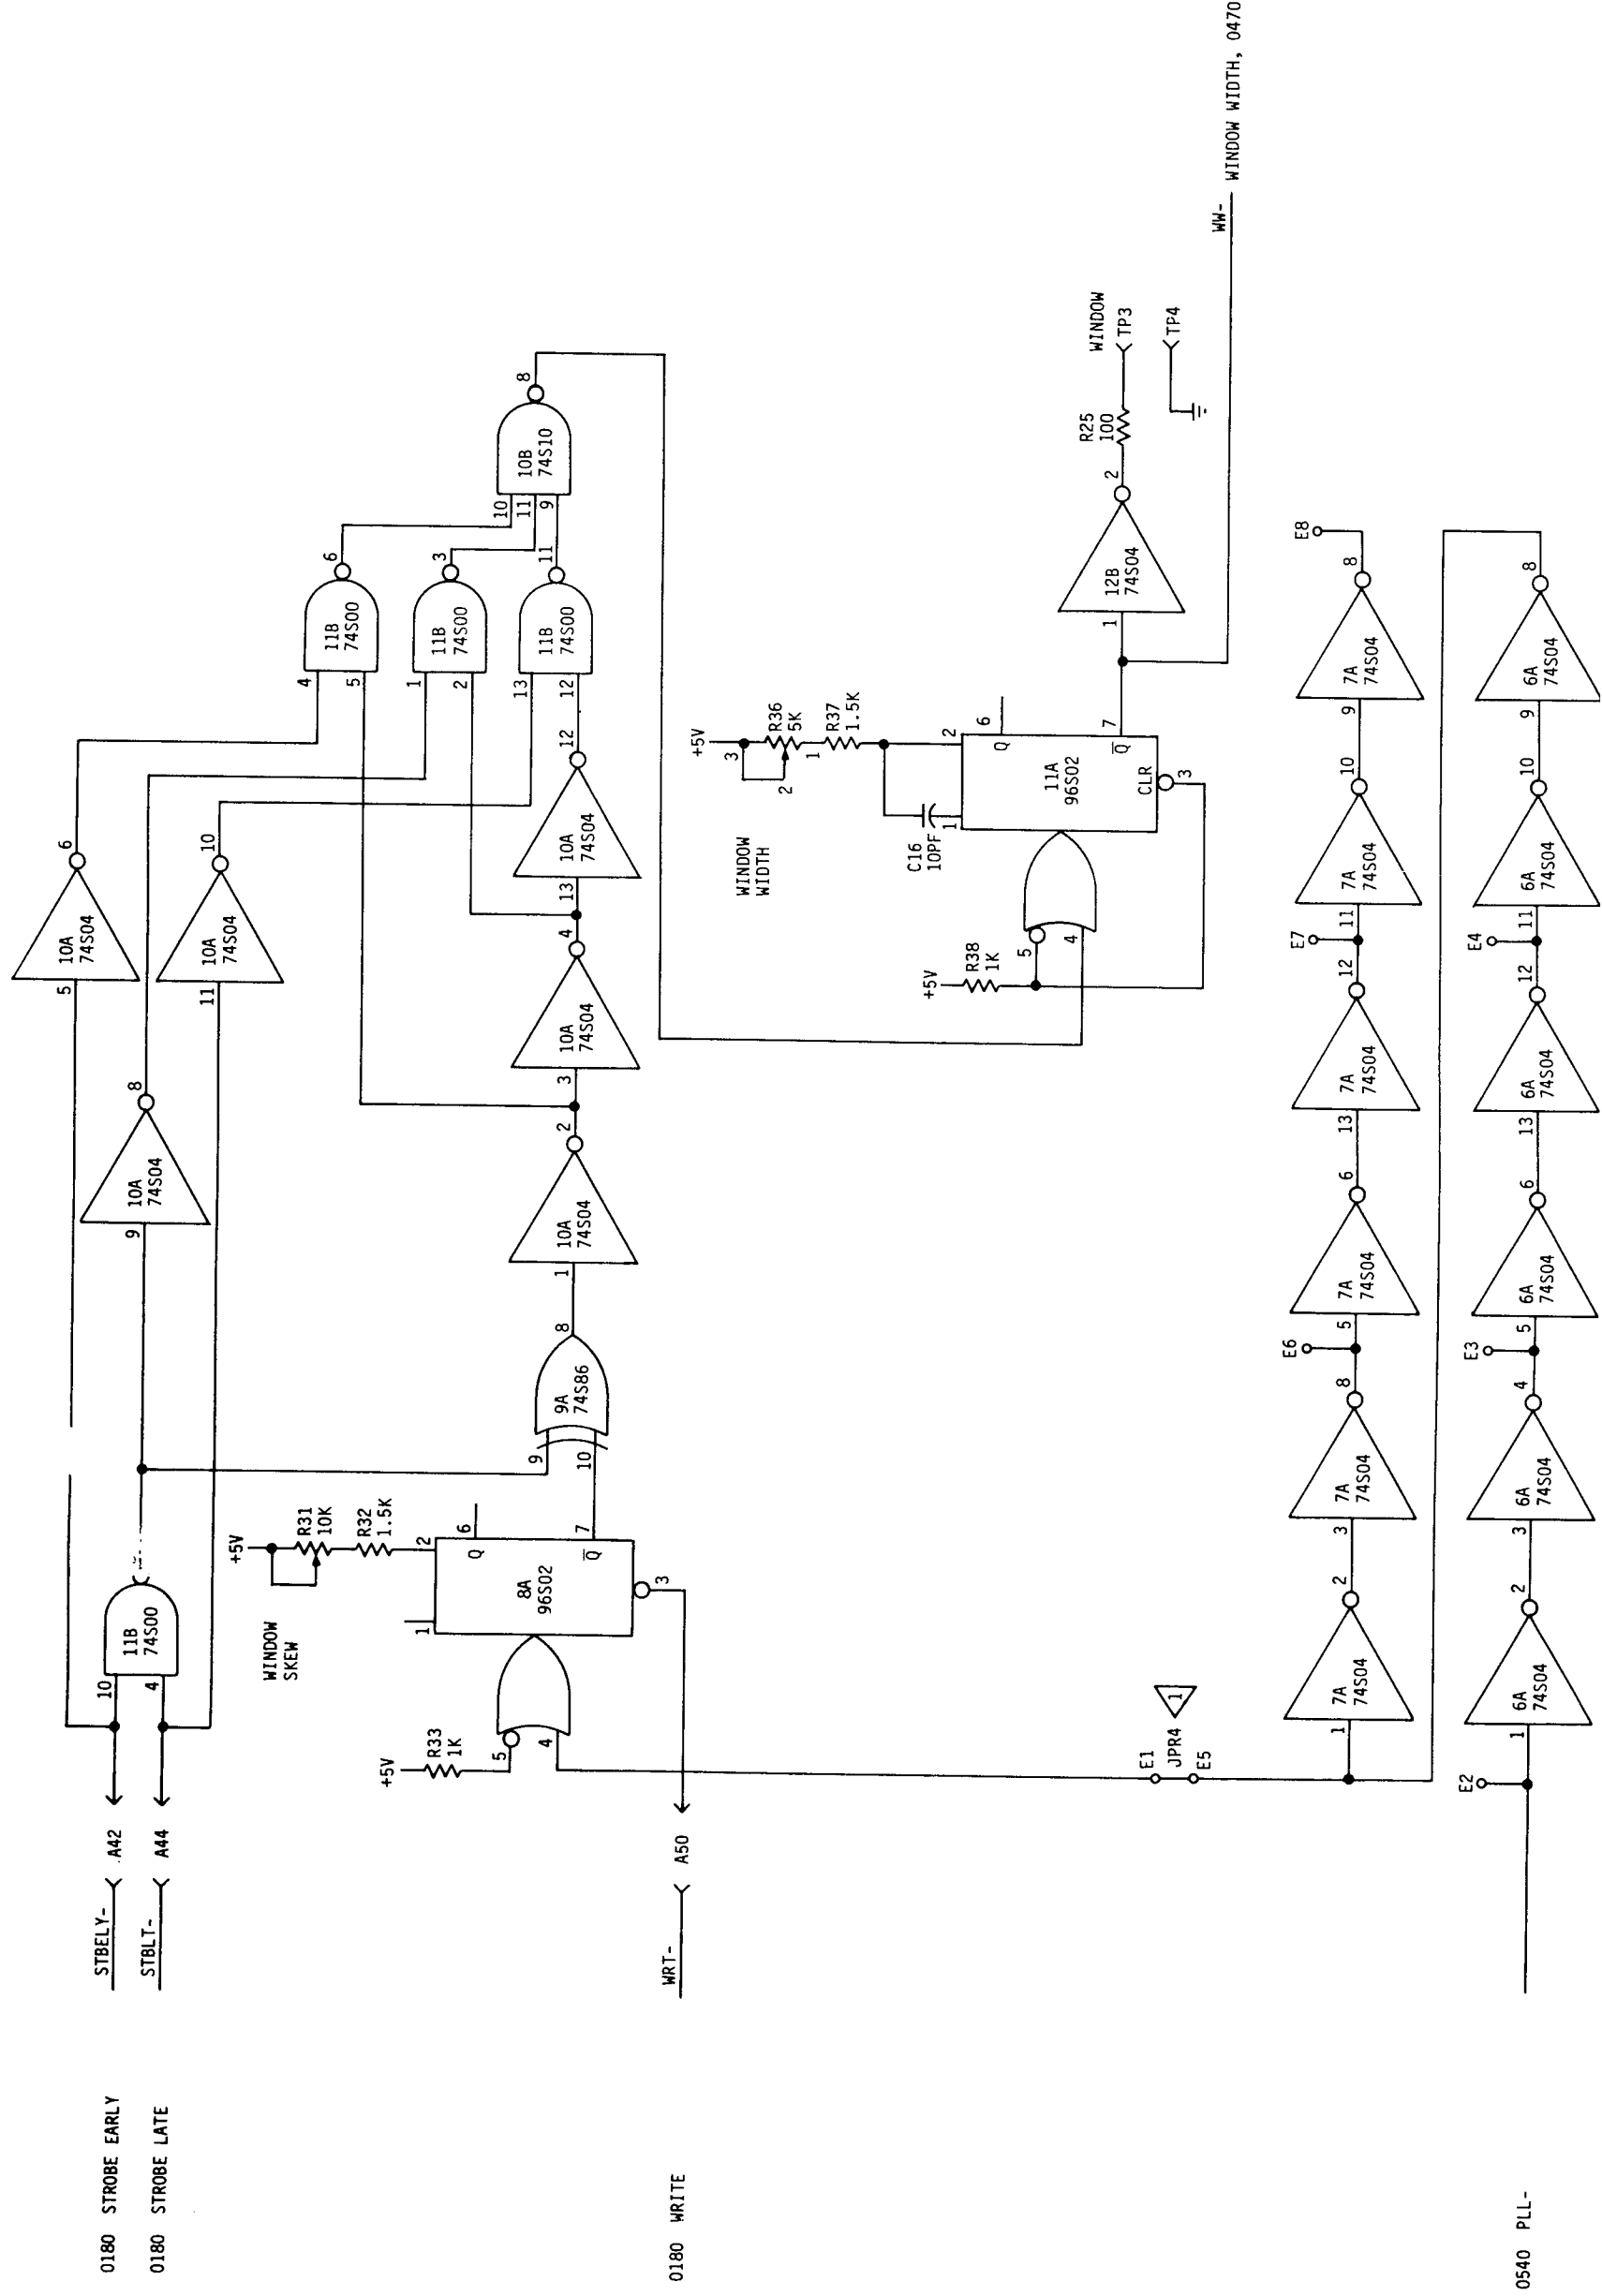 0180 STROBE EARLY
STBELY-
A42
0180 STROBE LATE
STBLT-
A44
10
4
11B
74S00
9
10A
74S04
8
5
10A
74S04
6
11
10A
74S04
10
+5V
R31
10K
R32
1.5K
WINDOW
SKEW
1
2
8A
96S02
Q
6
Q
7
3
+5V
R33
1K
5
4
9
10
9A
74S86
8
1
10A
74S04
2
3
10A
74S04
4
13
10A
74S04
12
4
5
11B
74S00
6
1
2
11B
74S00
3
13
12
11B
74S00
11
10
11
9
10B
74S10
8
0180 WRITE
WRT-
A50
+5V
3
R36
5K
2
1
R37
1.5K
WINDOW
WIDTH
C16
10PF
1
2
11A
96S02
Q
6
Q
7
CLR
3
+5V
R38
1K
5
4
1
12B
74S04
2
R25
100
WINDOW
TP3
TP4
WW-
WINDOW WIDTH, 0470
E1
JPR4
E5
1
1
7A
74S04
2
3
7A
74S04
8
E6
5
7A
74S04
6
13
7A
74S04
12
E7
11
7A
74S04
10
9
7A
74S04
8
E8
0540 PLL-
E2
1
6A
74S04
2
3
6A
74S04
4
E3
5
6A
74S04
6
13
6A
74S04
12
E4
11
6A
74S04
10
9
6A
74S04
8